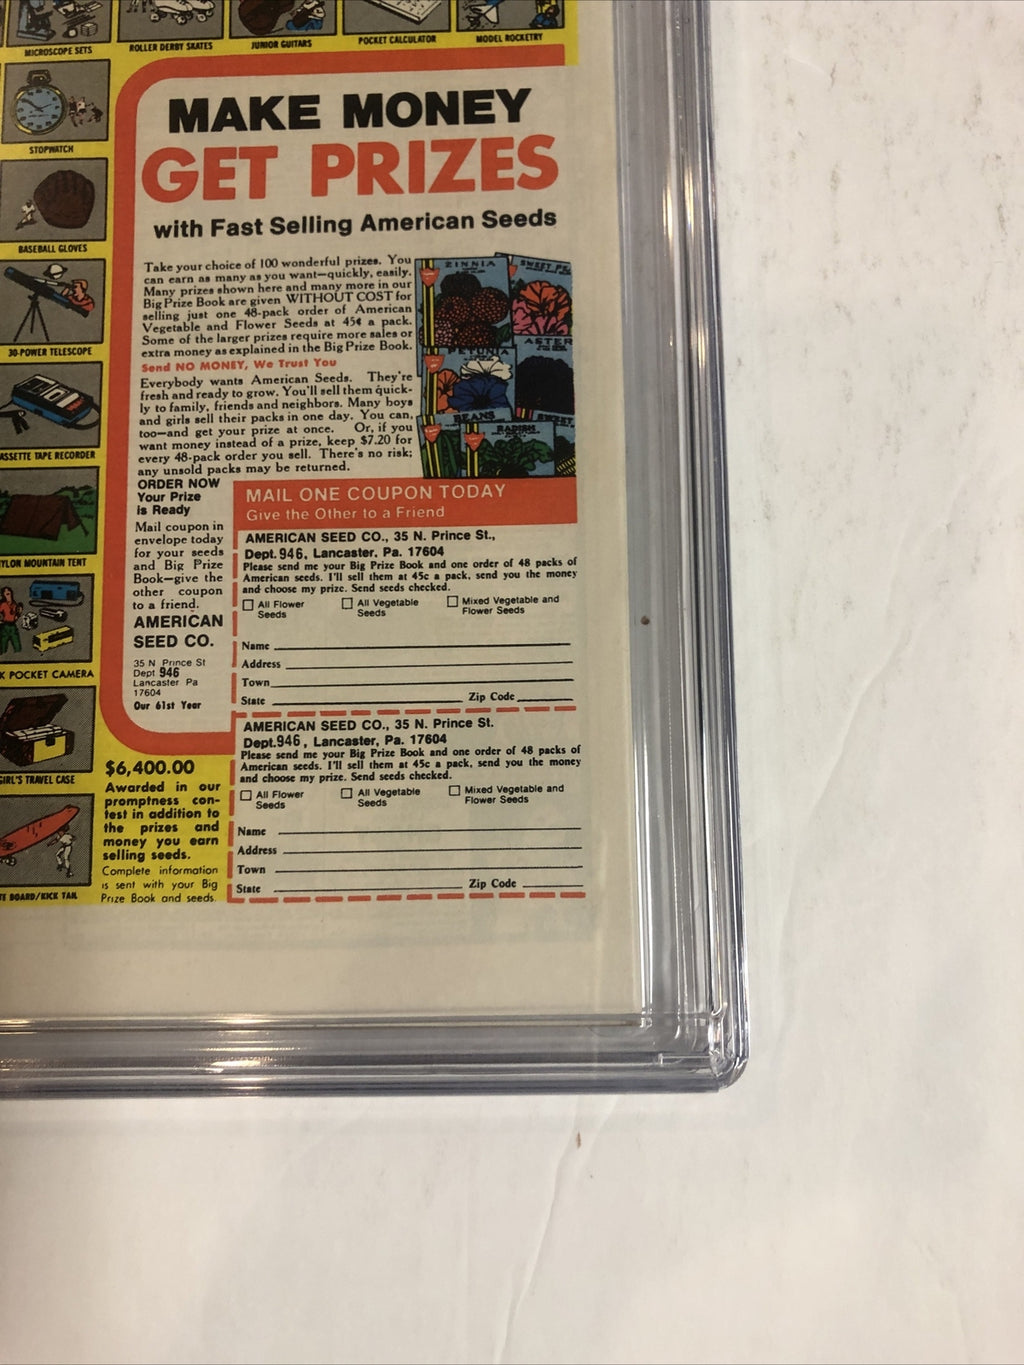 MICROSCOPE SETS
ROLLER DERBY SKATES
JUNIOR GUITARS
POCKET CALCULATOR
MODEL ROCKETRY
STOPWATCH
BASEBALL GLOVES
30-POWER TELESCOPE
ASSETTE TAPE RECORDER
YLON MOUNTAIN TENT
K POCKET CAMERA
GIRL'S TRAVEL CASE
TE BOARD/KICK TAIL
MAKE MONEY
GET PRIZES
with Fast Selling American Seeds
Take your choice of 100 wonderful prizes. You
can earn as many as you want—quickly, easily.
Many prizes shown here and many more in our
Big Prize Book are given WITHOUT COST for
selling just one 48-pack order of American
Vegetable and Flower Seeds at 45¢ a pack.
Some of the larger prizes require more sales or
extra money as explained in the Big Prize Book.
Send NO MONEY, We Trust You
Everybody wants American Seeds. They're
fresh and ready to grow. You'll sell them quick-
ly to family, friends and neighbors. Many boys
and girls sell their packs in one day. You can,
too—and get your prize at once. Or, if you
want money instead of a prize, keep $7.20 for
every 48-pack order you sell. There's no risk;
any unsold packs may be returned.
ZINNIA
SWEET PE
ASTER
PETUNIA
BEANS
RADISH
SWEET
ORDER NOW
Your Prize
Is Ready
Mail coupon in
envelope today
for your seeds
and Big Prize
Book—give the
other coupon
to a friend.
AMERICAN
SEED CO.
35 N Prince St
Dept 946
Lancaster Pa
17604
Our 61st Year
MAIL ONE COUPON TODAY
Give the Other to a Friend
AMERICAN SEED CO., 35 N. Prince St.,
Dept. 946, Lancaster, Pa. 17604
Please send me your Big Prize Book and one order of 48 packs of
American seeds. I'll sell them at 45c a pack, send you the money
and choose my prize. Send seeds checked.
All Flower Seeds
All Vegetable Seeds
Mixed Vegetable and Flower Seeds
Name
Address
Town
State Zip Code
AMERICAN SEED CO., 35 N. Prince St.
Dept. 946, Lancaster, Pa. 17604
Please send me your Big Prize Book and one order of 48 packs of
American seeds. I'll sell them at 45c a pack, send you the money
and choose my prize. Send seeds checked.
All Flower Seeds
All Vegetable Seeds
Mixed Vegetable and Flower Seeds
Name
Address
Town
State Zip Code
$6,400.00
Awarded in our
promptness con-
test in addition to
the prizes and
money you earn
selling seeds.
Complete information
is sent with your Big
Prize Book and seeds.